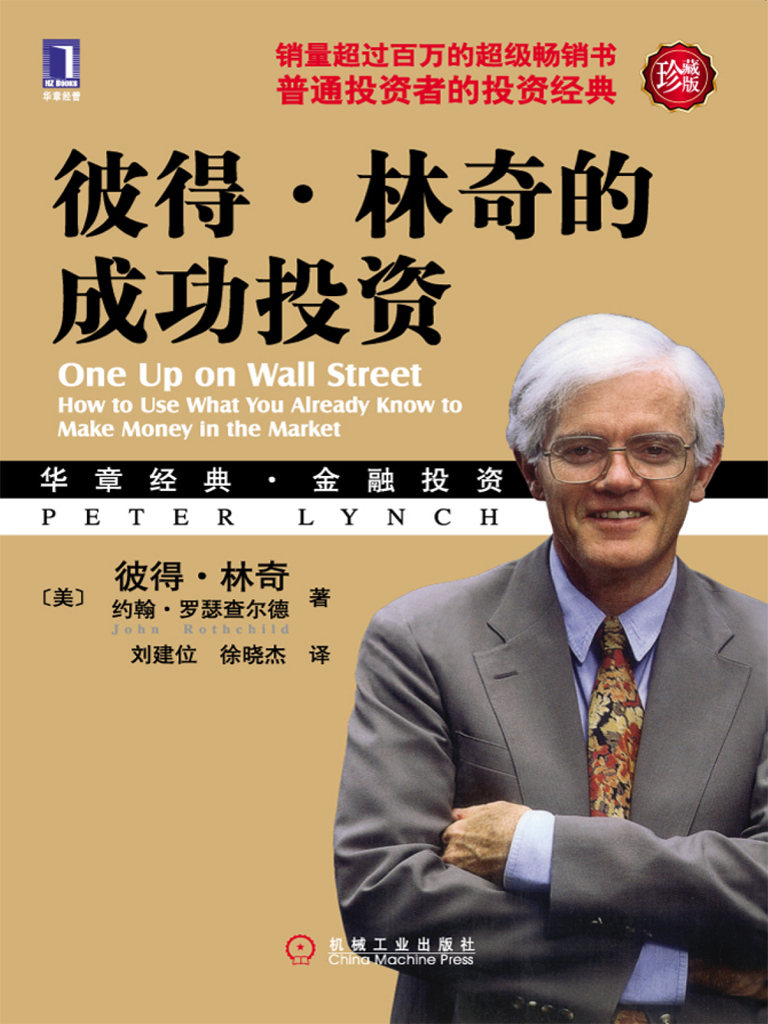 HZ Books
华章经管
销量超过百万的超级畅销书
普通投资者的投资经典
珍藏版
彼得·林奇的
成功投资
One Up on Wall Street
How to Use What You Already Know to
Make Money in the Market
华章经典·金融投资
PETER LYNCH
〔美〕 彼得·林奇
约翰·罗瑟查尔德 著
John Rothchild
刘建位 徐晓杰 译
机械工业出版社
China Machine Press